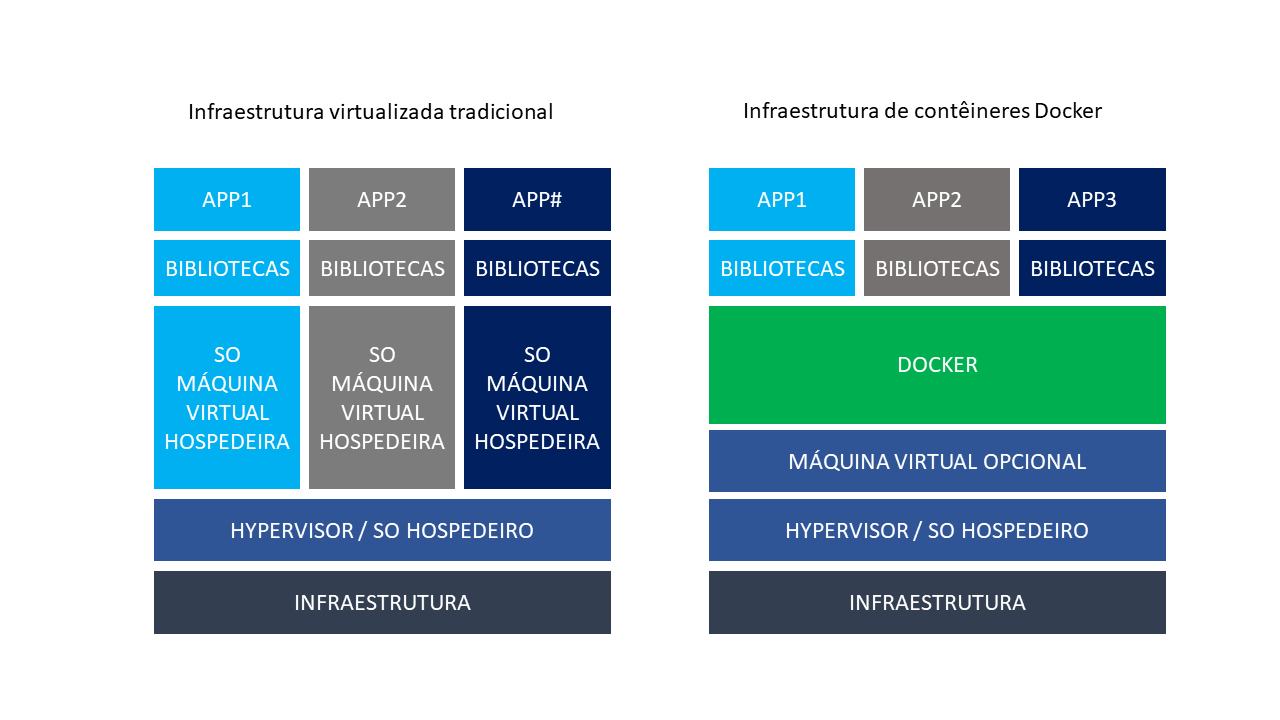 Infraestrutura virtualizada tradicional
APP1
APP2
APP#
BIBLIOTECAS
BIBLIOTECAS
BIBLIOTECAS
SO
MÁQUINA
VIRTUAL
HOSPEDEIRA
SO
MÁQUINA
VIRTUAL
HOSPEDEIRA
SO
MÁQUINA
VIRTUAL
HOSPEDEIRA
HYPERVISOR / SO HOSPEDEIRO
INFRAESTRUTURA
Infraestrutura de contêineres Docker
APP1
APP2
APP3
BIBLIOTECAS
BIBLIOTECAS
BIBLIOTECAS
DOCKER
MÁQUINA VIRTUAL OPCIONAL
HYPERVISOR / SO HOSPEDEIRO
INFRAESTRUTURA